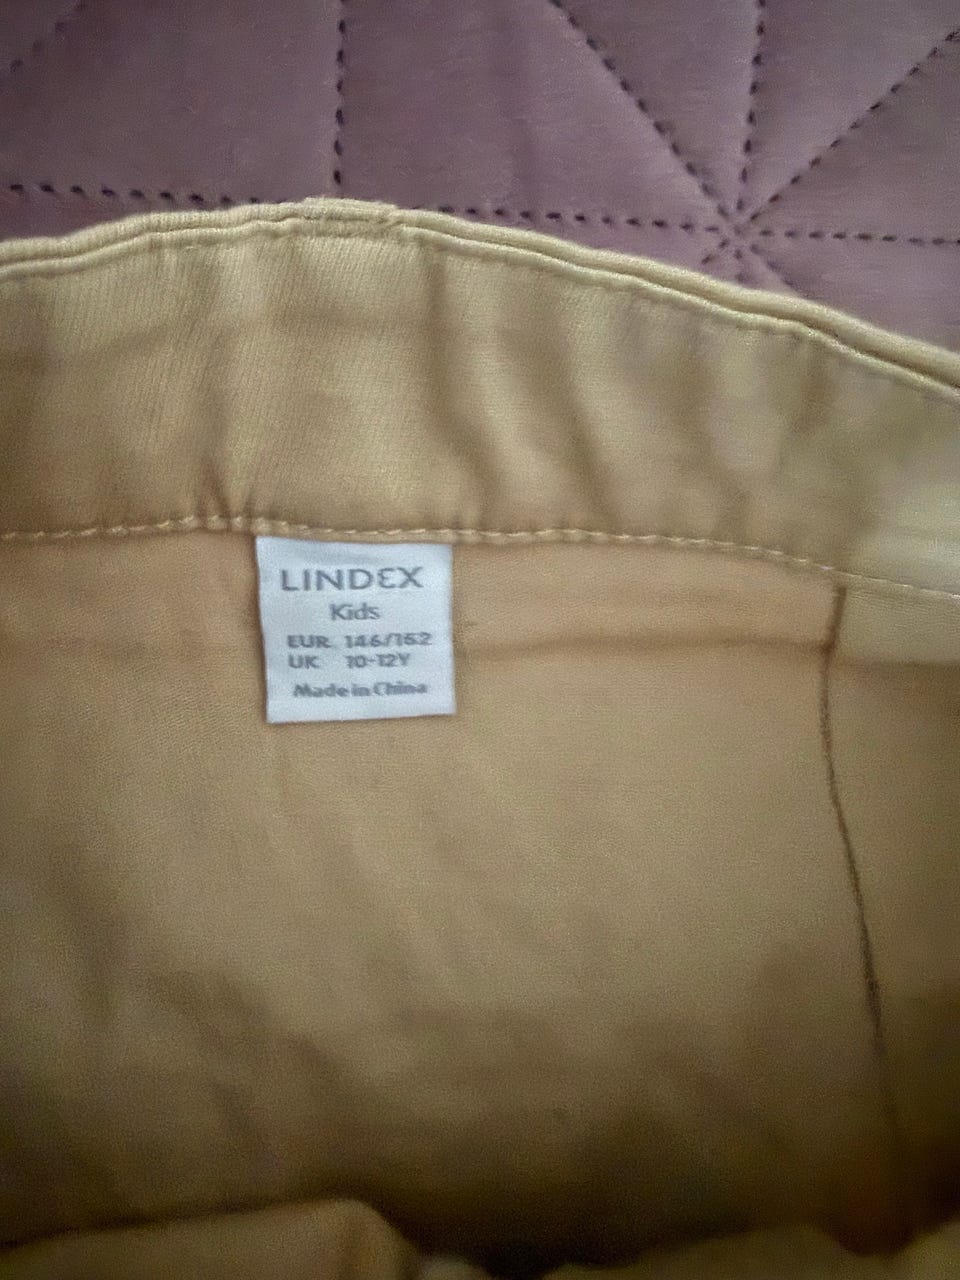 LINDEX
Kids
EUR 146/152
UK 10-12Y
Made in China